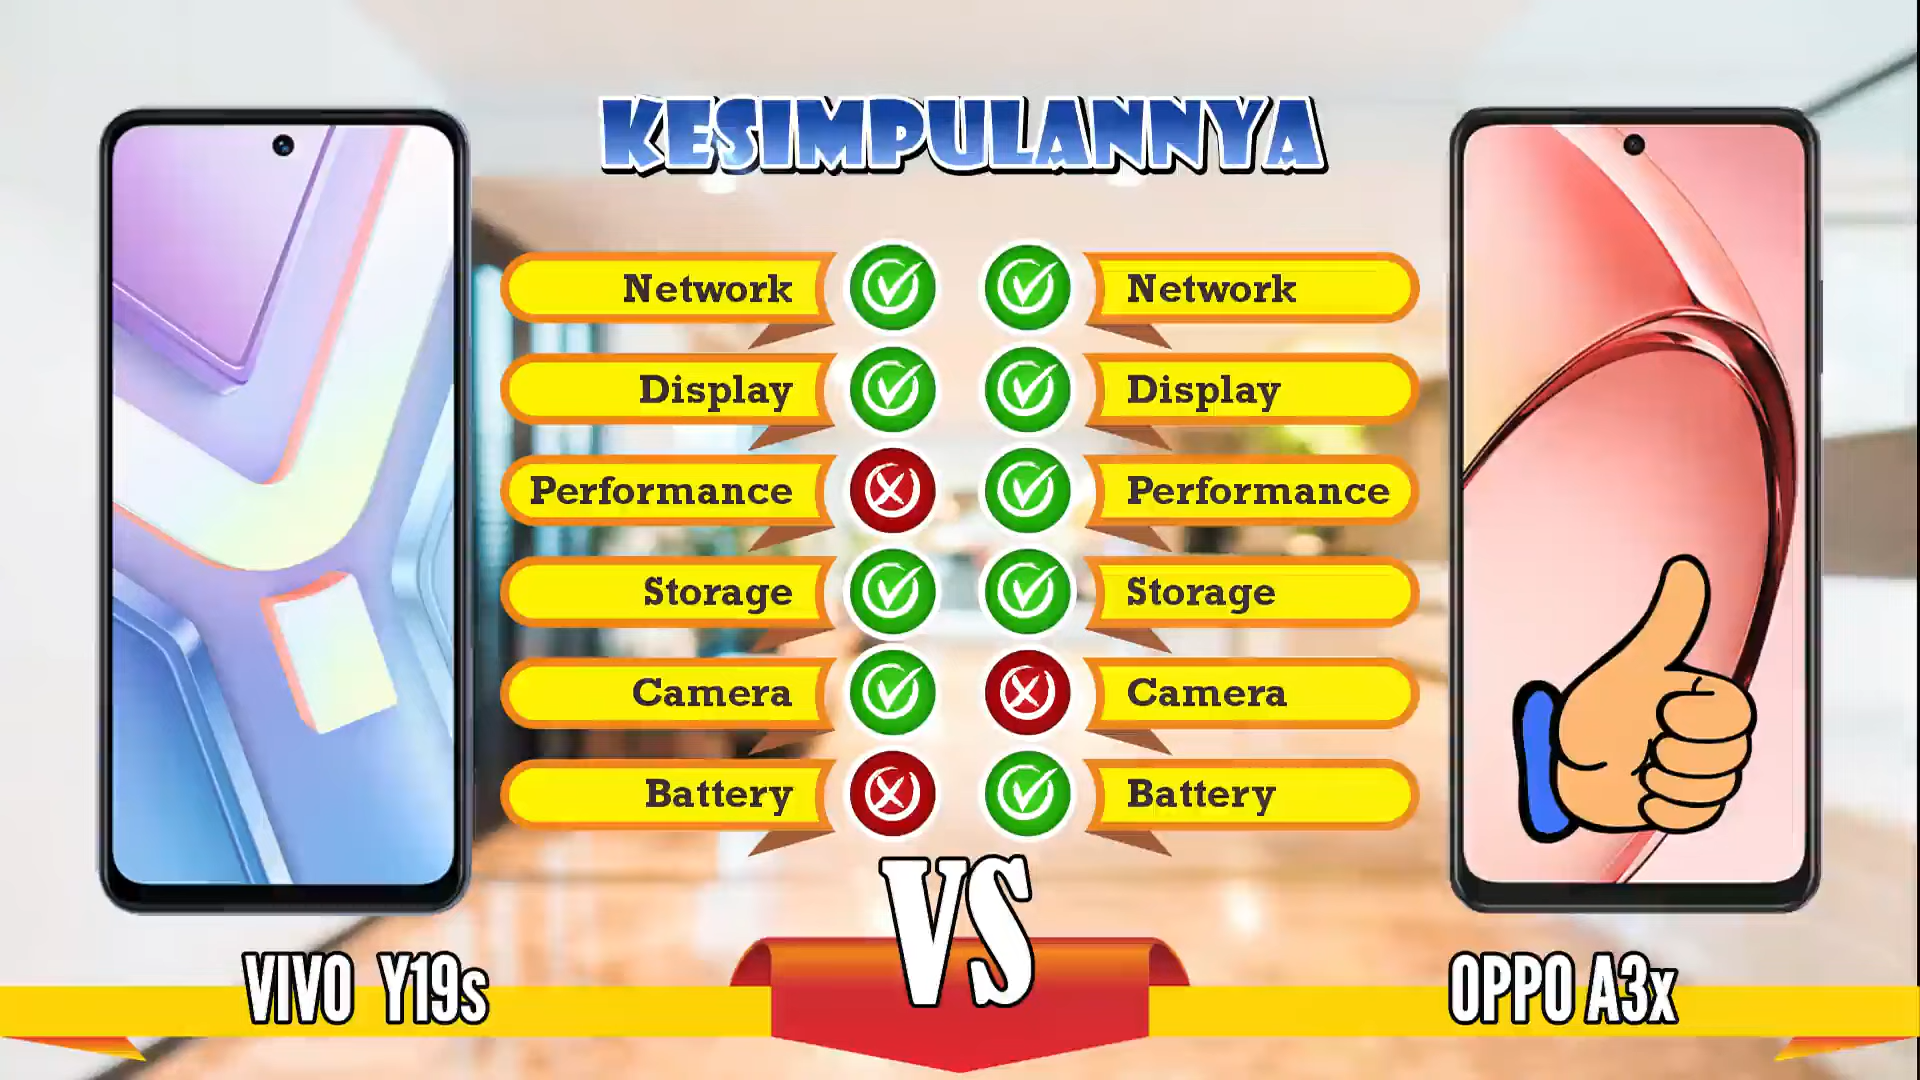 KESIMPULANNYA
Network Network
Display Display
Performance Performance
Storage Storage
Camera Camera
Battery Battery
VS
VIVO Y19s OPPO A3x